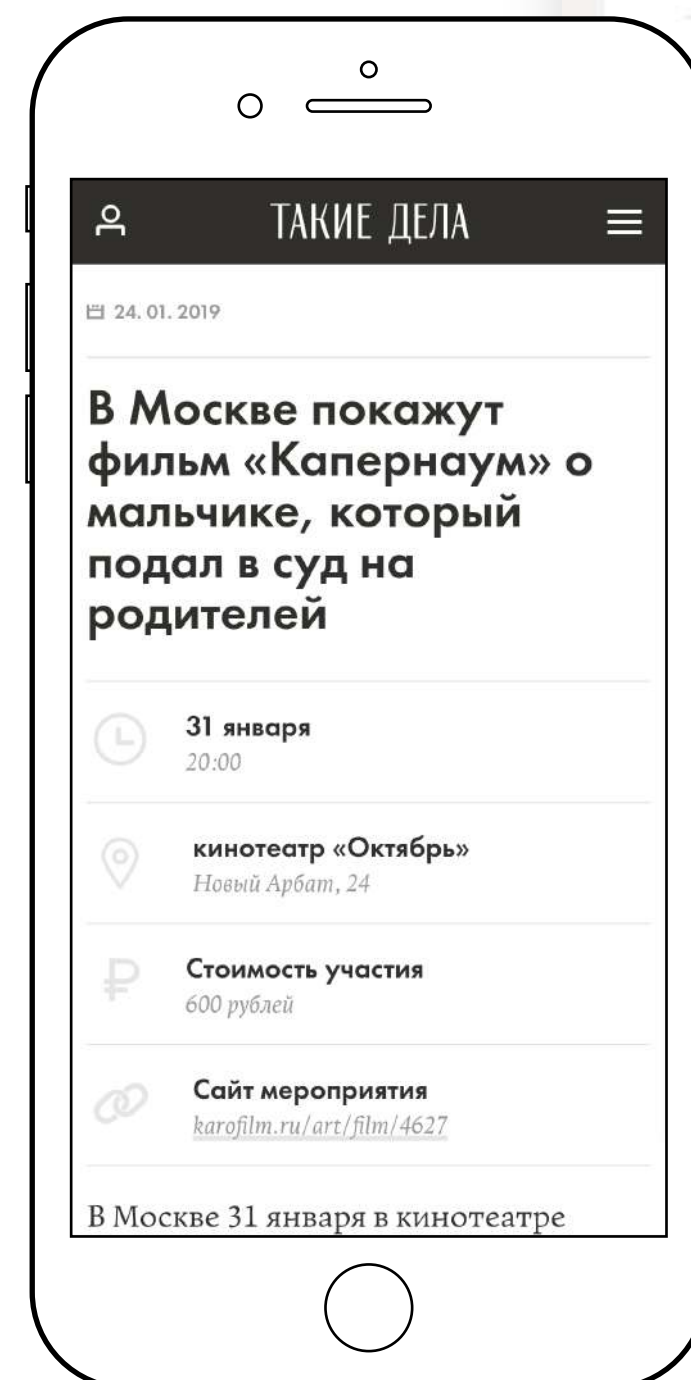 ТАКИЕ ДЕЛА
24. 01. 2019
В Москве покажут
фильм «Капернаум» о
мальчике, который
подал в суд на
родителей
31 января
20:00
кинотеатр «Октябрь»
Новый Арбат, 24
Стоимость участия
600 рублей
Сайт мероприятия
karofilm.ru/art/film/4627
В Москве 31 января в кинотеатре